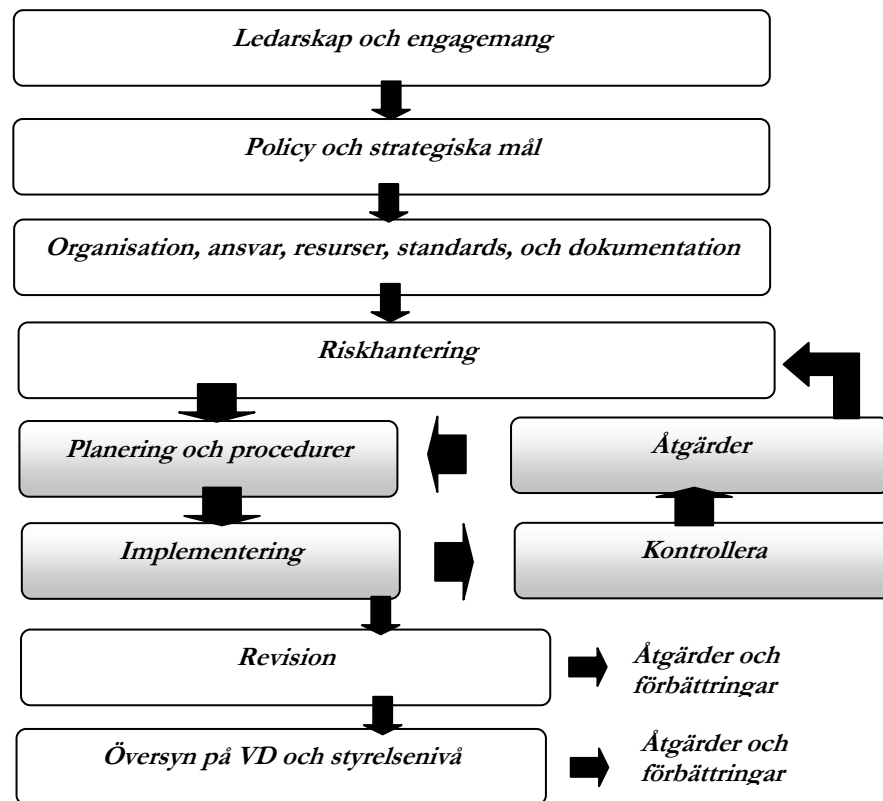 Ledarskap och engagemang
Policy och strategiska mål
Organisation, ansvar, resurser, standards, och dokumentation
Riskhantering
Planering och procedurer
Åtgärder
Implementering
Kontrollera
Revision
Åtgärder och
förbättringar
Översyn på VD och styrelsenivå
Åtgärder och
förbättringar